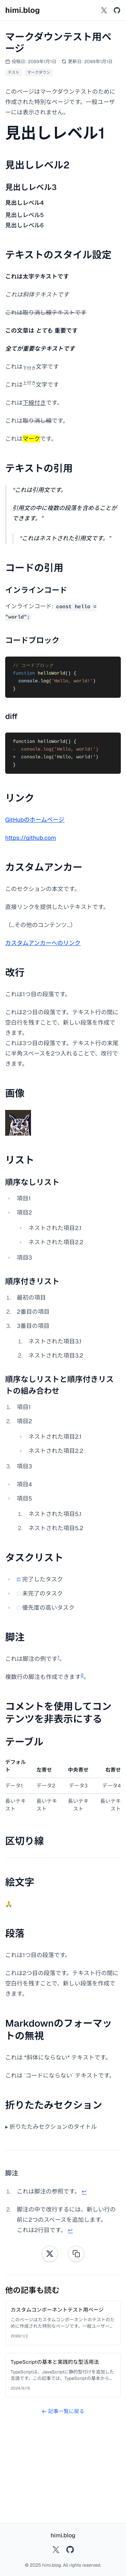 himi.blog
マークダウンテスト用ペ
ージ
投稿日: 2099年1月1日 更新日: 2099年1月1日
テスト マークダウン
このページはマークダウンテストのために
作成された特別なページです。一般ユーザ
ーには表示されません。
見出しレベル1
見出しレベル2
見出しレベル3
見出しレベル4
見出しレベル5
見出しレベル6
テキストのスタイル設定
これは太字テキストです
これは斜体テキストです
これは取り消し線テキストです
この文章は とても 重要です
全てが重要なテキストです
これは下付き文字です
これは上付き文字です
これは下線付きです。
これは取り消し線です。
これはマークです。
テキストの引用
"これは引用文です。
引用文の中に複数の段落を含めることが
できます。"
"これはネストされた引用文です。"
コードの引用
インラインコード
インラインコード: const hello =
"world";
コードブロック
// コードブロック
function helloWorld() {
console.log('Hello, world!')
}
diff
function helloWorld() {
- console.log('Hello, world!')
+ console.log('Hello, world!')
}
リンク
GitHubのホームページ
https://github.com
カスタムアンカー
このセクションの本文です。
直接リンクを提供したいテキストです。
（…その他のコンテンツ…）
カスタムアンカーへのリンク
改行
これは1つ目の段落です。
これは2つ目の段落です。テキスト行の間に
空白行を残すことで、新しい段落を作成で
きます。
これは3つ目の段落です。テキスト行の末尾
に半角スペースを2つ入れることで、改行で
きます。
画像
リスト
順序なしリスト
項目1
項目2
ネストされた項目2.1
ネストされた項目2.2
項目3
順序付きリスト
1. 最初の項目
2. 2番目の項目
3. 3番目の項目
1. ネストされた項目3.1
2. ネストされた項目3.2
順序なしリストと順序付きリス
トの組み合わせ
1. 項目1
2. 項目2
ネストされた項目2.1
ネストされた項目2.2
3. 項目3
項目4
項目5
1. ネストされた項目5.1
2. ネストされた項目5.2
タスクリスト
完了したタスク
未完了のタスク
優先度の高いタスク
脚注
これは脚注の例です1。
複数行の脚注も作成できます2。
コメントを使用してコン
テンツを非表示にする
テーブル
デフォル
ト 左寄せ 中央寄せ 右寄せ
データ1 データ2 データ3 データ4
長いテキ 長いテキ 長いテキ 長いテキ
スト スト スト スト
区切り線
絵文字
段落
これは1つ目の段落です。
これは2つ目の段落です。テキスト行の間に
空白行を残すことで、新しい段落を作成で
きます。
Markdownのフォーマッ
トの無視
これは *斜体にならない* テキストです。
これは `コードにならない` テキストです。
折りたたみセクション
▸ 折りたたみセクションのタイトル
脚注
1. これは脚注の参照です。 ↩
2. 脚注の中で改行するには、新しい行の
前に2つのスペースを追加します。
これは2行目です。 ↩
他の記事も読む
カスタムコンポーネントテスト用ページ
このページはカスタムコンポーネントのテストのた
めに作成された特別なページです。一般ユーザー...
2099/1/2
TypeScriptの基本と実践的な型活用法
TypeScriptは、JavaScriptに静的型付けを追加した
言語です。この記事では、TypeScriptの基本から...
← 記事一覧に戻る
himi.blog
© 2025 himi.blog. All rights reserved.